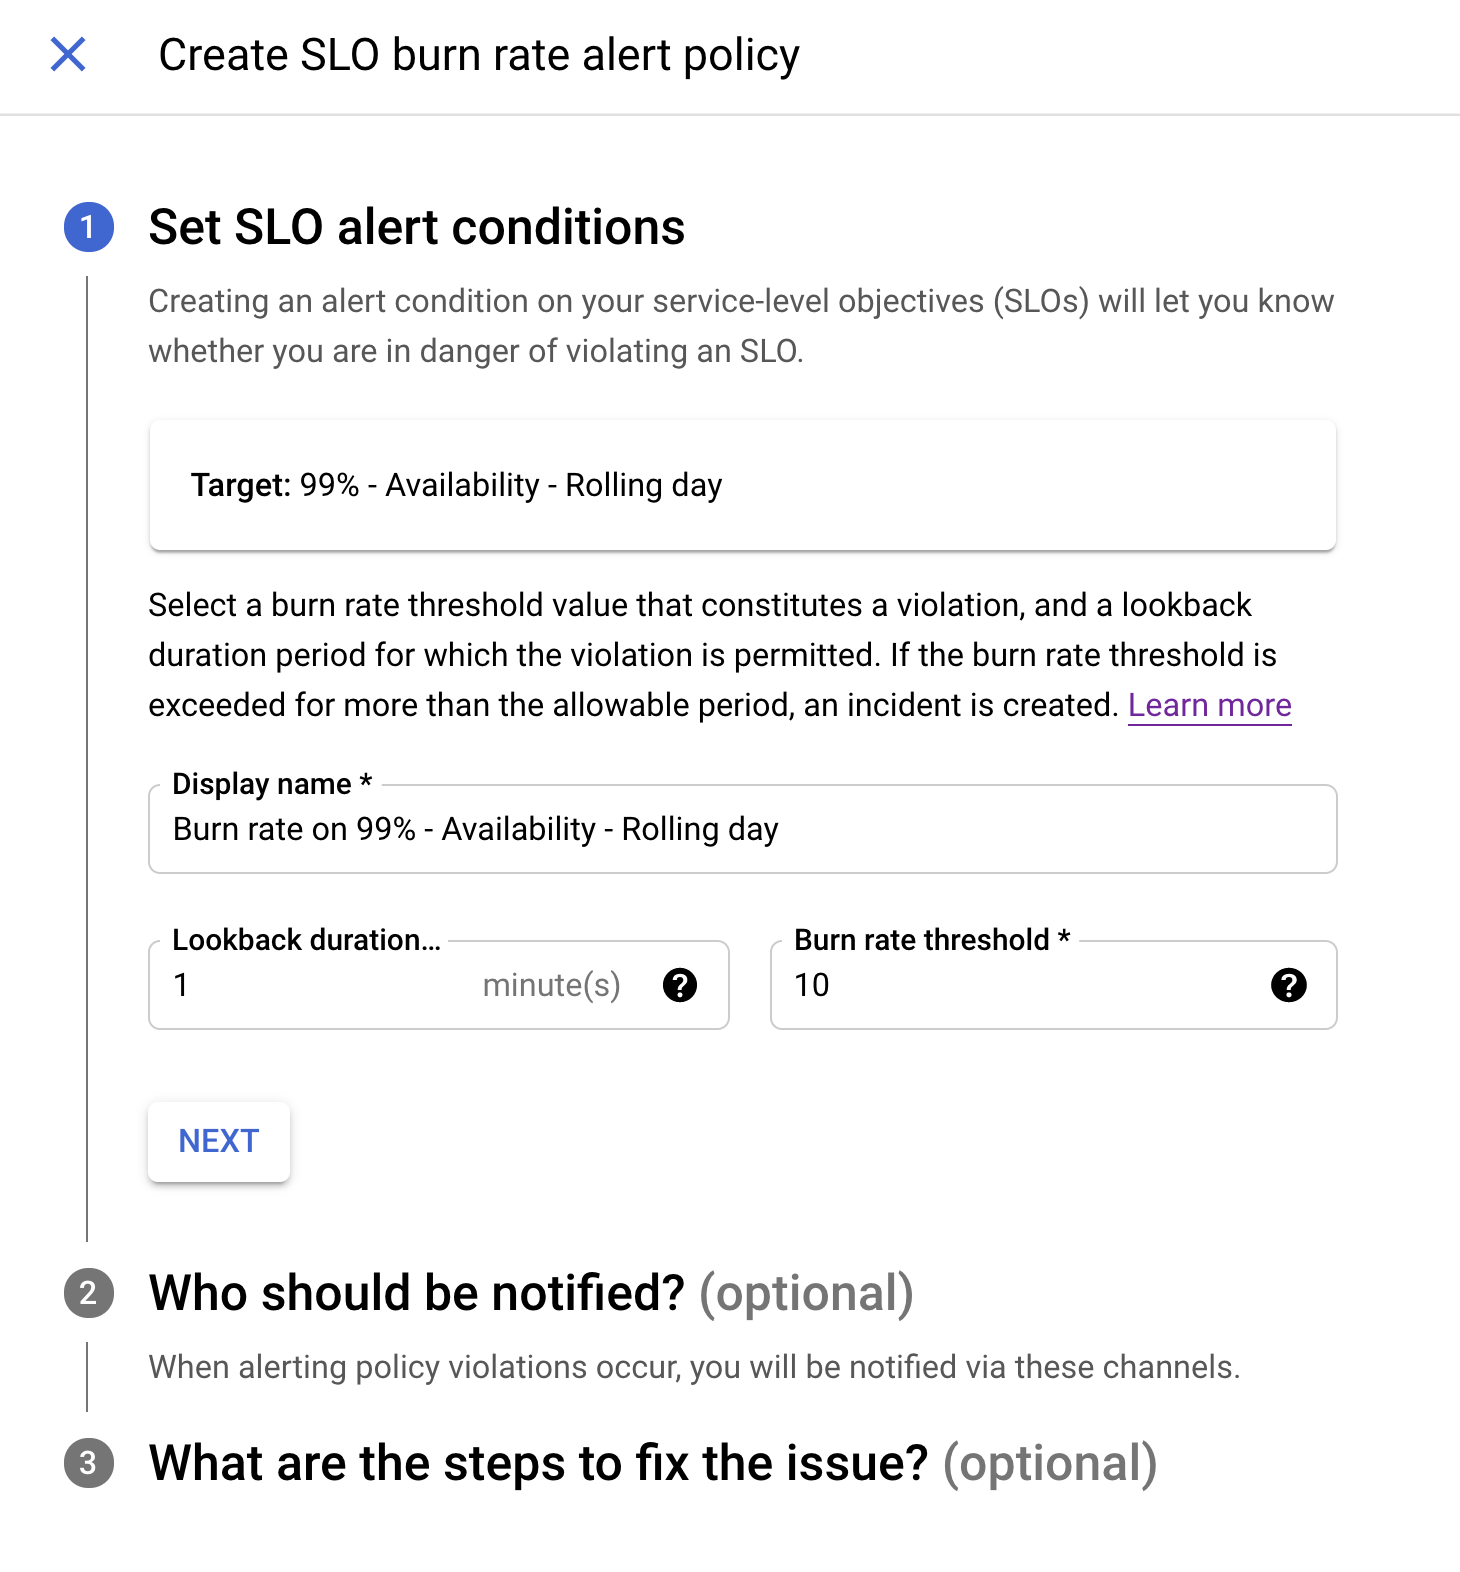 Create SLO burn rate alert policy
1 Set SLO alert conditions
Creating an alert condition on your service-level objectives (SLOs) will let you know
whether you are in danger of violating an SLO.
Target: 99% - Availability - Rolling day
Select a burn rate threshold value that constitutes a violation, and a lookback
duration period for which the violation is permitted. If the burn rate threshold is
exceeded for more than the allowable period, an incident is created. Learn more
Display name *
Burn rate on 99% - Availability - Rolling day
Lookback duration... Burn rate threshold *
1 minute(s) ? 10 ?
NEXT
2 Who should be notified? (optional)
When alerting policy violations occur, you will be notified via these channels.
3 What are the steps to fix the issue? (optional)